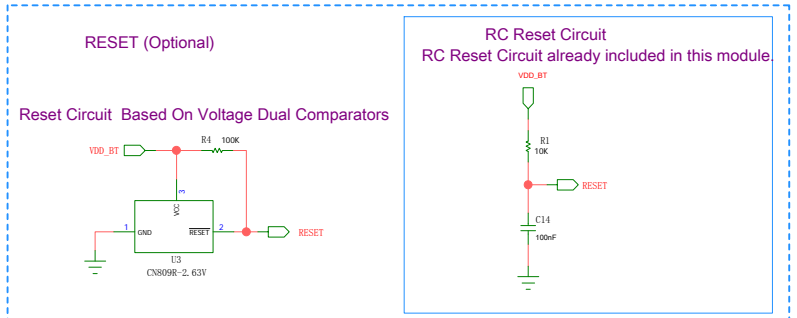 RESET (Optional)
Reset Circuit  Based On Voltage Dual Comparators
R4 100K
VDD_BT
3
VCC
1 GND RESET 2
RESET
U3
CN809R-2.63V
RC Reset Circuit
RC Reset Circuit already included in this module.
VDD_BT
R1
10K
RESET
C14
100nF